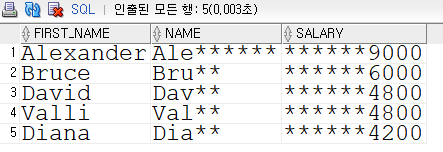 SQL | 인출된 모든 행: 5(0,003초)
FIRST_NAME NAME SALARY
1 Alexander Ale****** ******9000
2 Bruce Bru** ******6000
3 David Dav** ******4800
4 Valli Val** ******4800
5 Diana Dia** ******4200